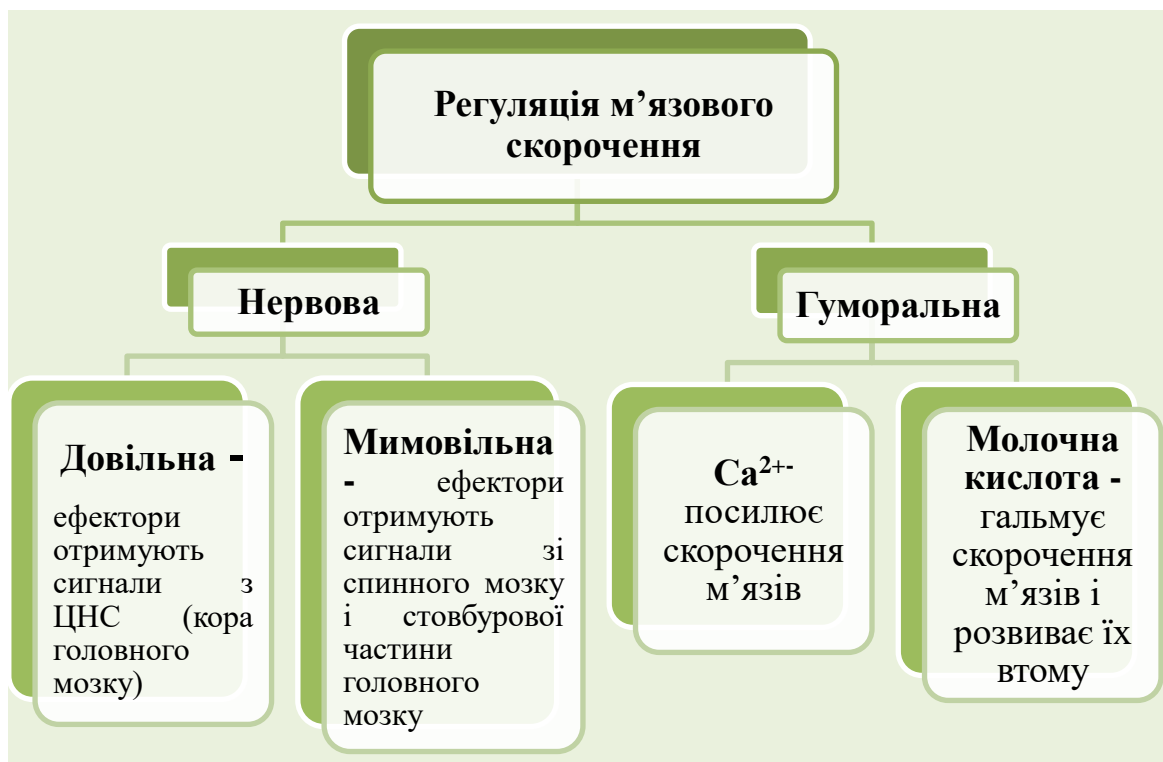 Регуляція м’язового
скорочення
Нервова
Гуморальна
Довільна -
ефектори
отримують
сигнали з
ЦНС (кора
головного
мозку)
Мимовільна
- ефектори
отримують
сигнали зі
спинного мозку
і стовбурової
частини
головного
мозку
Ca²⁺-
посилює
скорочення
м’язів
Молочна
кислота -
гальмує
скорочення
м’язів і
розвиває їх
втому